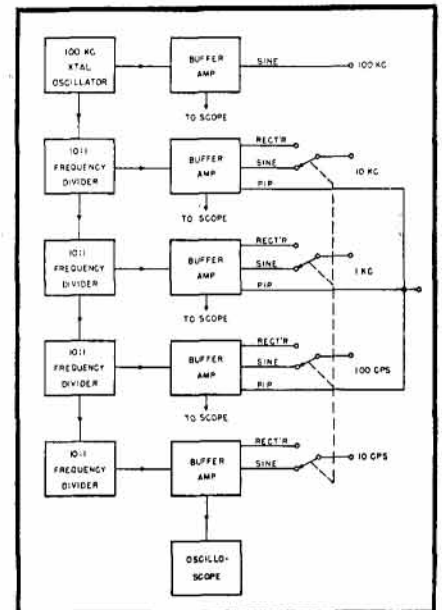 100 KC
XTAL
OSCILLATOR
BUFFER
AMP
SINE
100 KC
TO SCOPE
10:1
FREQUENCY
DIVIDER
BUFFER
AMP
RECT'R
SINE
PIP
10 KC
TO SCOPE
10:1
FREQUENCY
DIVIDER
BUFFER
AMP
RECT'R
SINE
PIP
1 KC
TO SCOPE
10:1
FREQUENCY
DIVIDER
BUFFER
AMP
RECT'R
SINE
PIP
100 CPS
TO SCOPE
10:1
FREQUENCY
DIVIDER
BUFFER
AMP
RECT'R
SINE
10 CPS
OSCILLO-
SCOPE